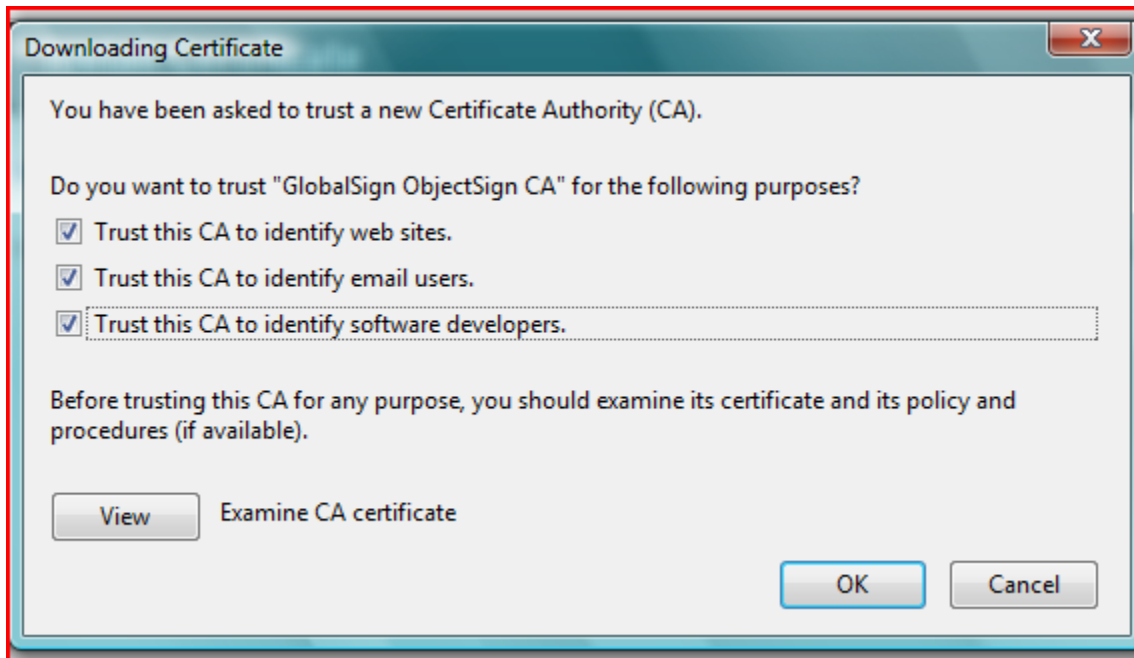 Downloading Certificate
You have been asked to trust a new Certificate Authority (CA).
Do you want to trust "GlobalSign ObjectSign CA" for the following purposes?
Trust this CA to identify web sites.
Trust this CA to identify email users.
Trust this CA to identify software developers.
Before trusting this CA for any purpose, you should examine its certificate and its policy and
procedures (if available).
View Examine CA certificate
OK Cancel